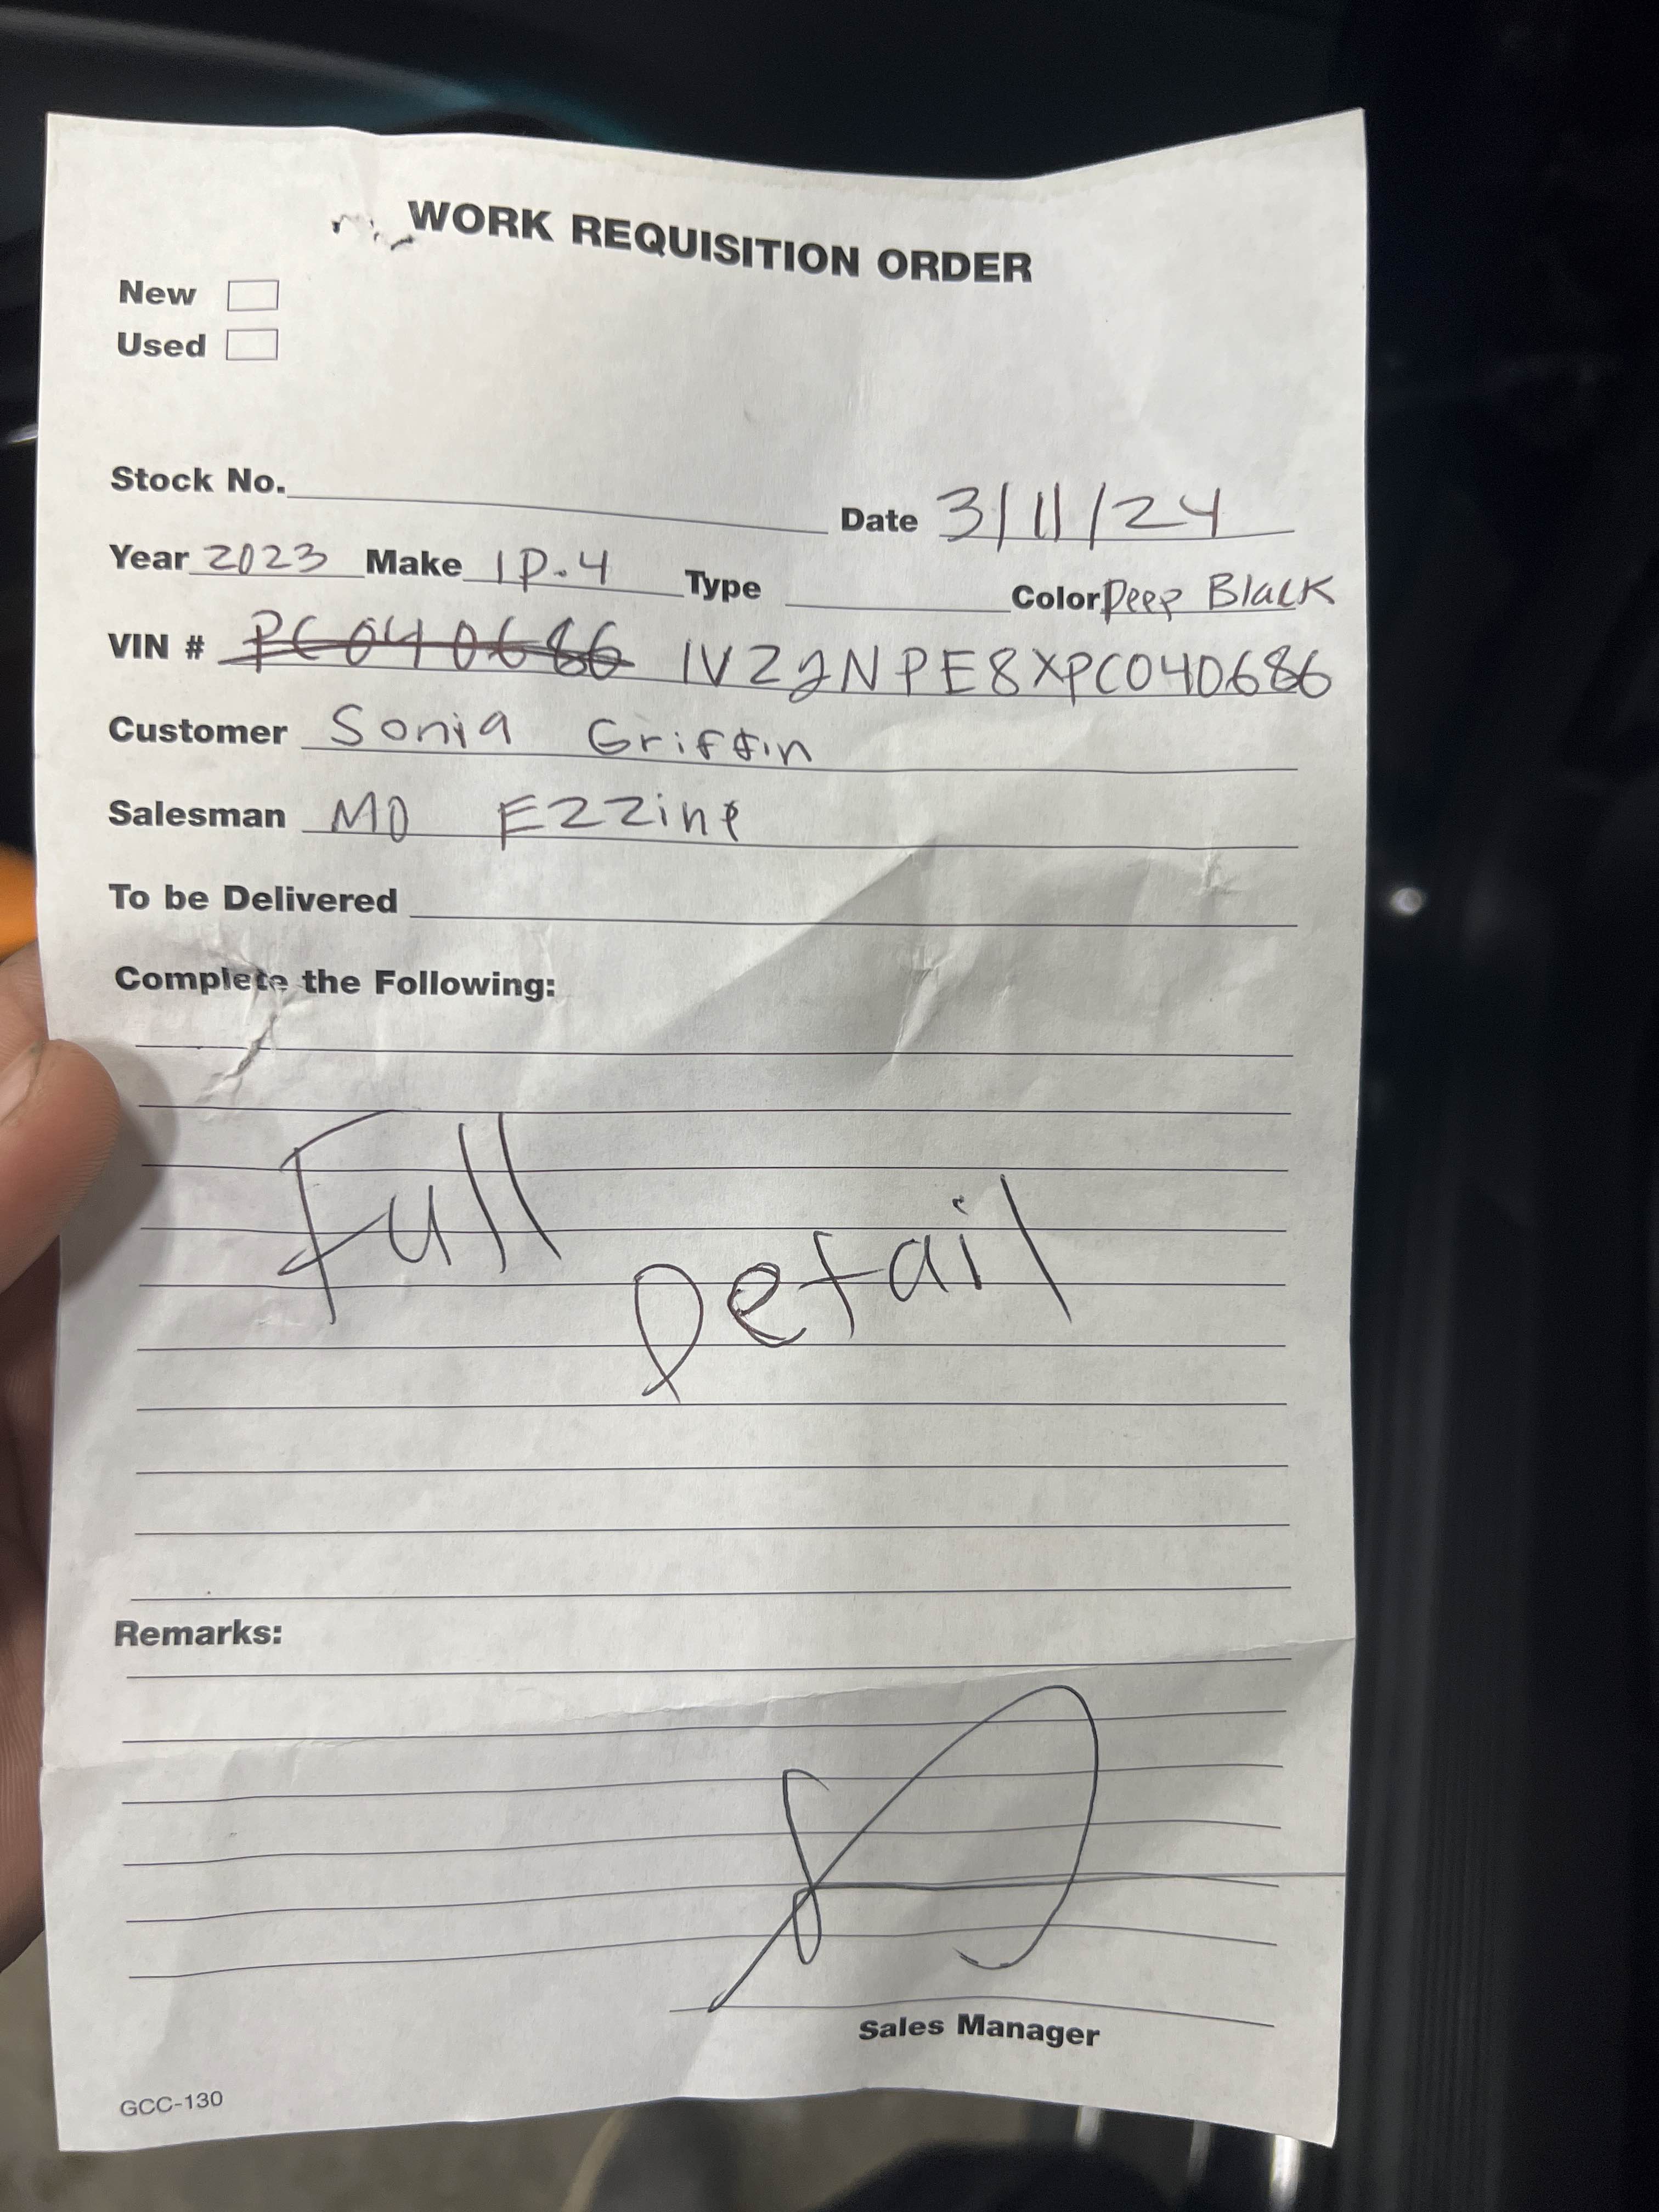 WORK REQUISITION ORDER
New
Used
Stock No.
Date 3/11/24
Year 2023 Make ID.4 Type Color Deep Black
VIN # PC040686 1V22NPE8XPC040686
Customer Sonia Griffin
Salesman MO Ezzine
To be Delivered
Complete the Following:
Full Detail
Remarks:
Sales Manager
GCC-130